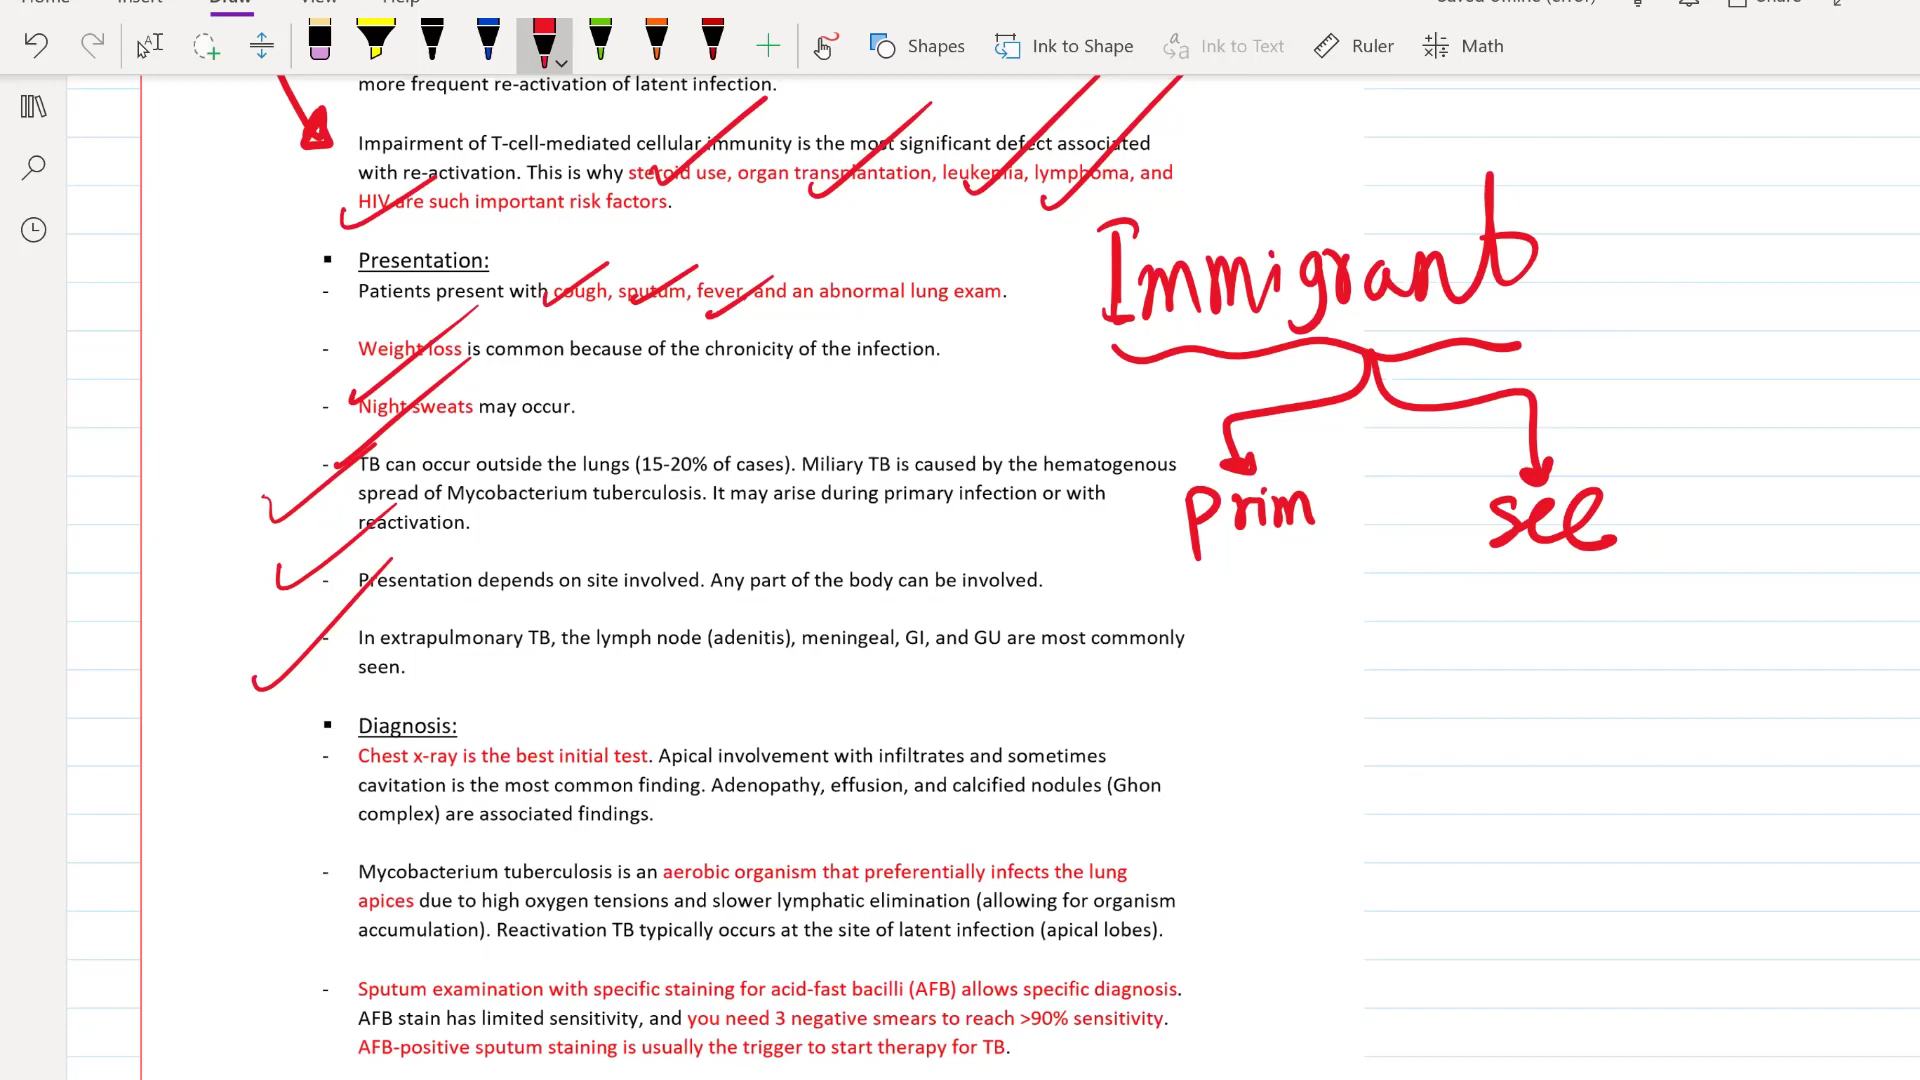 Home Insert Draw View Help Saved online (error) Share
Shapes Ink to Shape Ink to Text Ruler Math
more frequent re-activation of latent infection.
Impairment of T-cell-mediated cellular immunity is the most significant defect associated
with re-activation. This is why steroid use, organ transplantation, leukemia, lymphoma, and
HIV are such important risk factors.
Immigrant
▪ Presentation:
- Patients present with cough, sputum, fever, and an abnormal lung exam.
- Weight loss is common because of the chronicity of the infection.
- Night sweats may occur.
- TB can occur outside the lungs (15-20% of cases). Miliary TB is caused by the hematogenous
spread of Mycobacterium tuberculosis. It may arise during primary infection or with
reactivation.
prim sec
- Presentation depends on site involved. Any part of the body can be involved.
- In extrapulmonary TB, the lymph node (adenitis), meningeal, GI, and GU are most commonly
seen.
▪ Diagnosis:
- Chest x-ray is the best initial test. Apical involvement with infiltrates and sometimes
cavitation is the most common finding. Adenopathy, effusion, and calcified nodules (Ghon
complex) are associated findings.
- Mycobacterium tuberculosis is an aerobic organism that preferentially infects the lung
apices due to high oxygen tensions and slower lymphatic elimination (allowing for organism
accumulation). Reactivation TB typically occurs at the site of latent infection (apical lobes).
- Sputum examination with specific staining for acid-fast bacilli (AFB) allows specific diagnosis.
AFB stain has limited sensitivity, and you need 3 negative smears to reach >90% sensitivity.
AFB-positive sputum staining is usually the trigger to start therapy for TB.